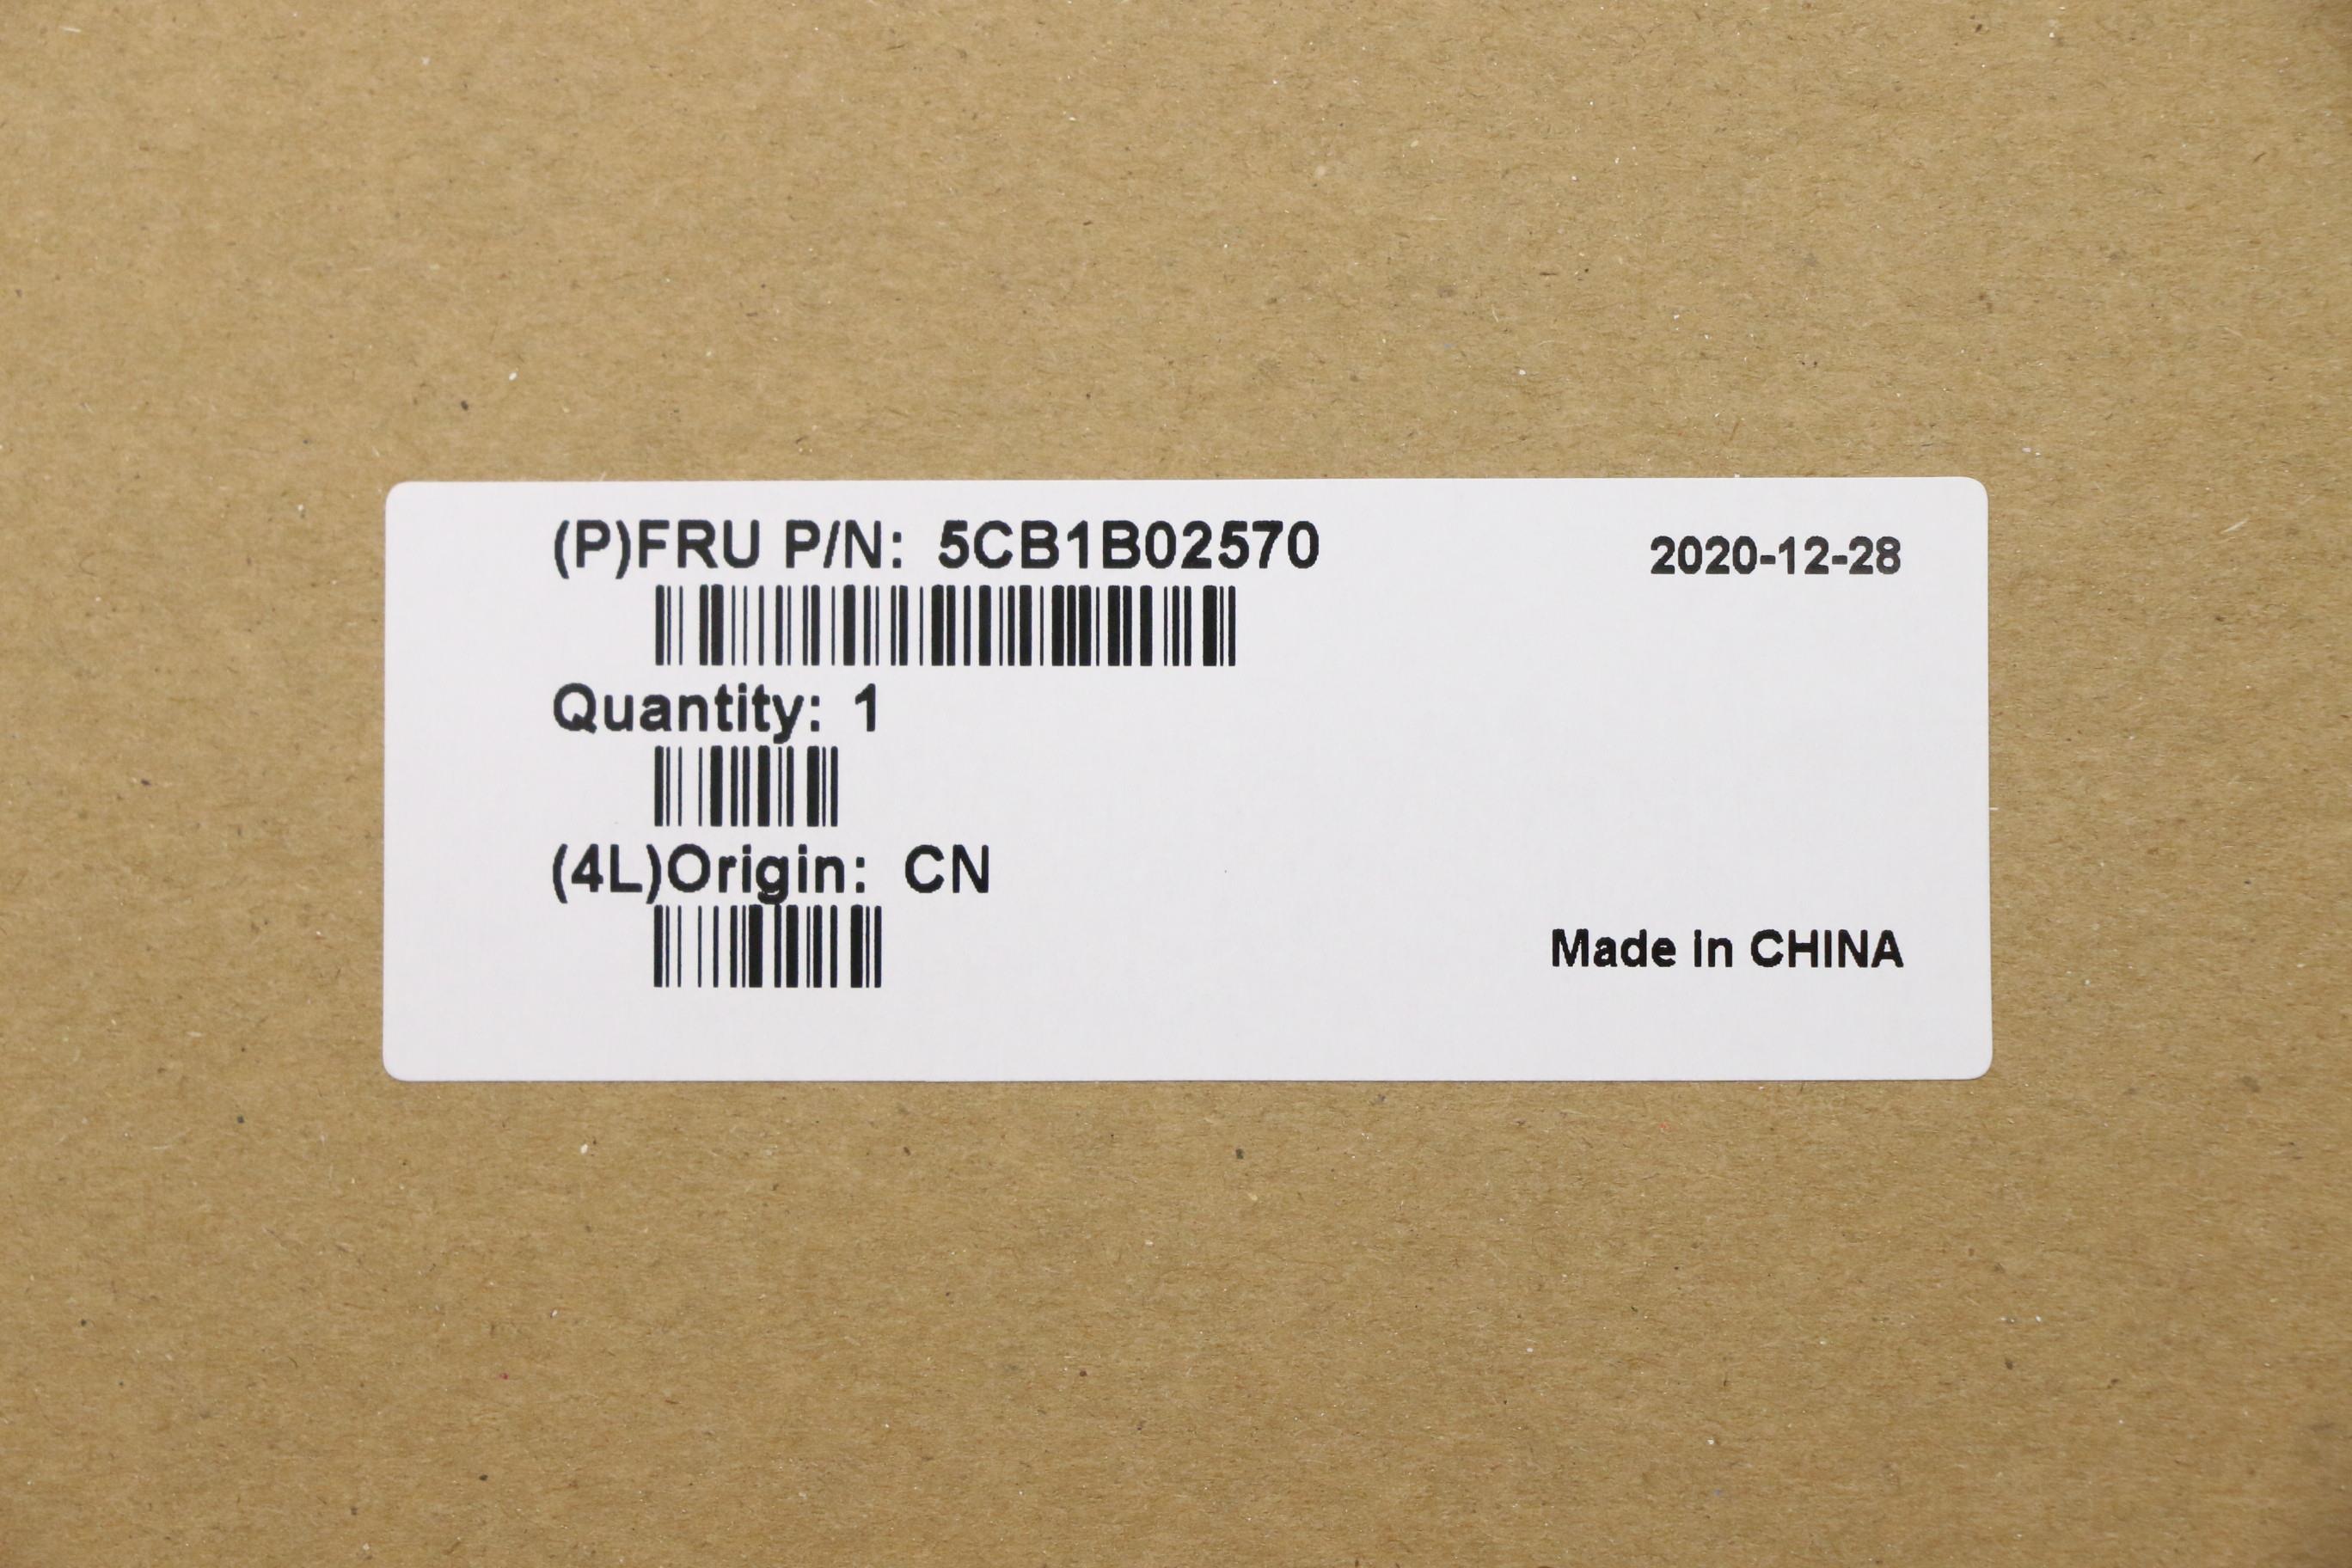 (P)FRU P/N: 5CB1B02570
2020-12-28
Quantity: 1
(4L)Origin: CN
Made in CHINA